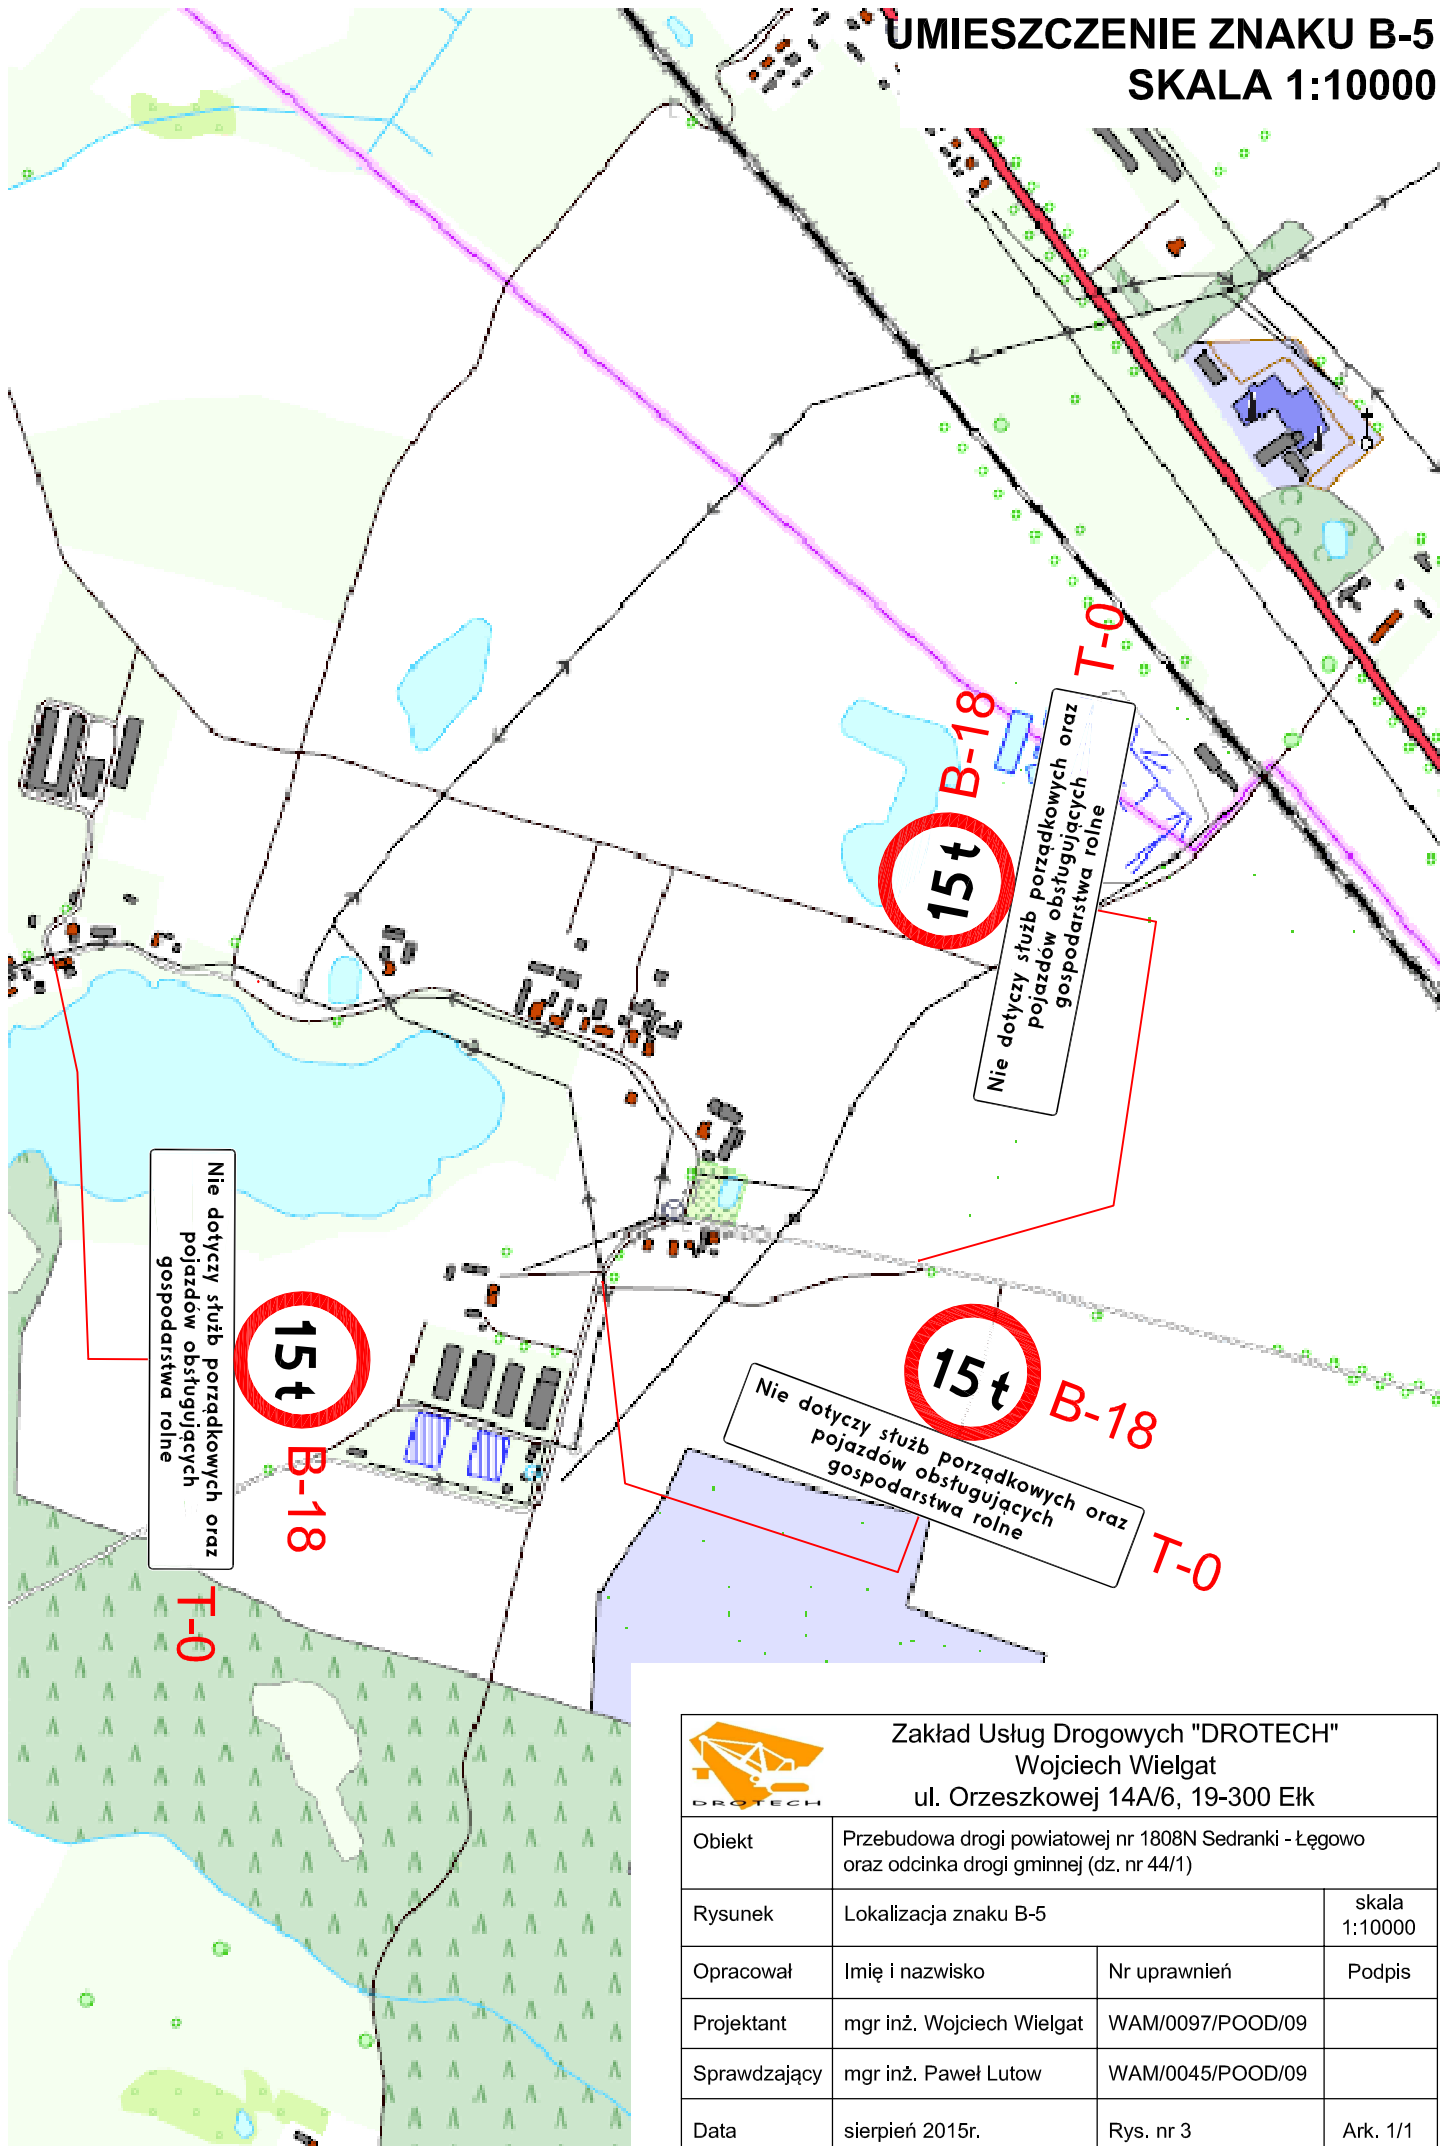 UMIESZCZENIE ZNAKU B-5
SKALA 1:10000
T-0
B-18
15 t
Nie dotyczy służb porządkowych oraz
pojazdów obsługujących
gospodarstwa rolne
Nie dotyczy służb porządkowych oraz
pojazdów obsługujących
gospodarstwa rolne
15 t
B-18
T-0
15 t
B-18
Nie dotyczy służb porządkowych oraz
pojazdów obsługujących
gospodarstwa rolne
T-0
DROTECH
Zakład Usług Drogowych "DROTECH"
Wojciech Wielgat
ul. Orzeszkowej 14A/6, 19-300 Ełk
Obiekt
Przebudowa drogi powiatowej nr 1808N Sedranki - Łęgowo
oraz odcinka drogi gminnej (dz. nr 44/1)
Rysunek
Lokalizacja znaku B-5
skala
1:10000
Opracował
Imię i nazwisko
Nr uprawnień
Podpis
Projektant
mgr inż. Wojciech Wielgat
WAM/0097/POOD/09
Sprawdzający
mgr inż. Paweł Lutow
WAM/0045/POOD/09
Data
sierpień 2015r.
Rys. nr 3
Ark. 1/1